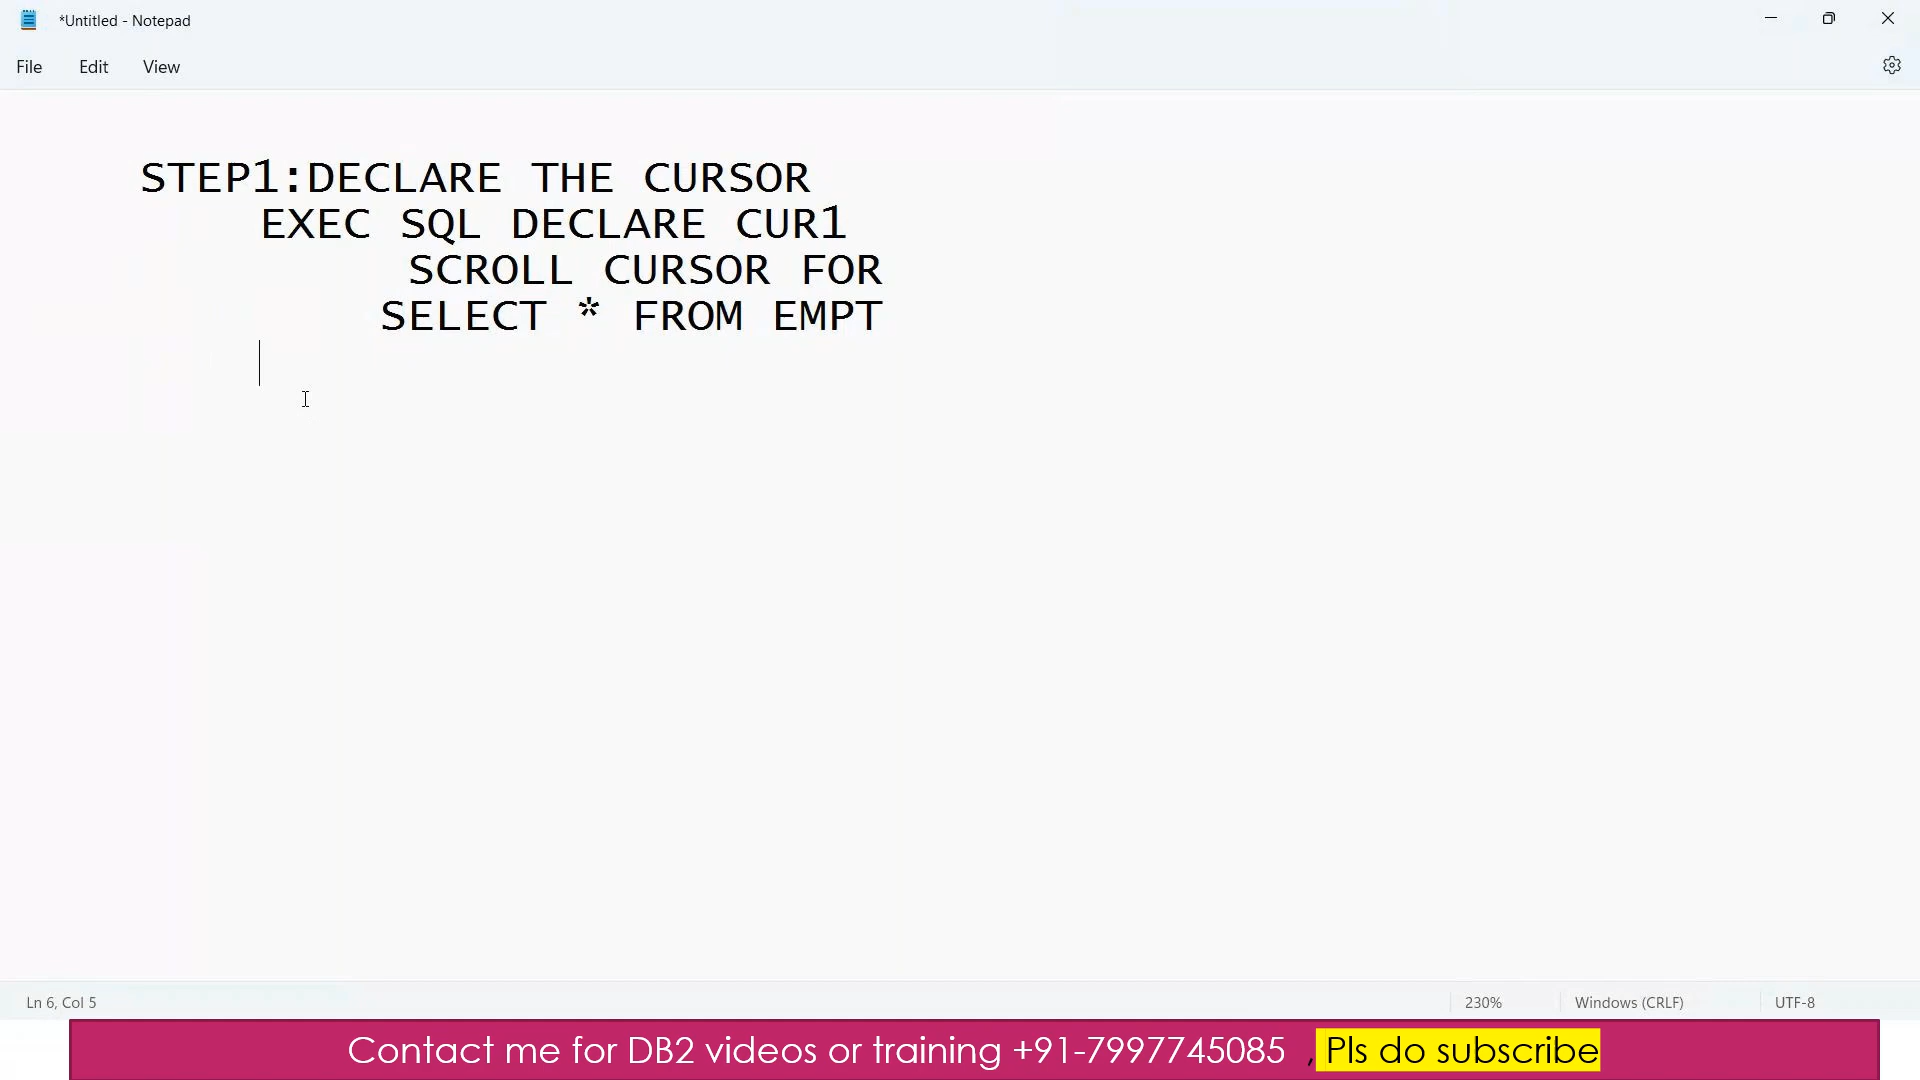 *Untitled - Notepad
File Edit View
STEP1:DECLARE THE CURSOR
EXEC SQL DECLARE CUR1
SCROLL CURSOR FOR
SELECT * FROM EMPT
Ln 6, Col 5 230% Windows (CRLF) UTF-8
Contact me for DB2 videos or training +91-7997745085 , Pls do subscribe